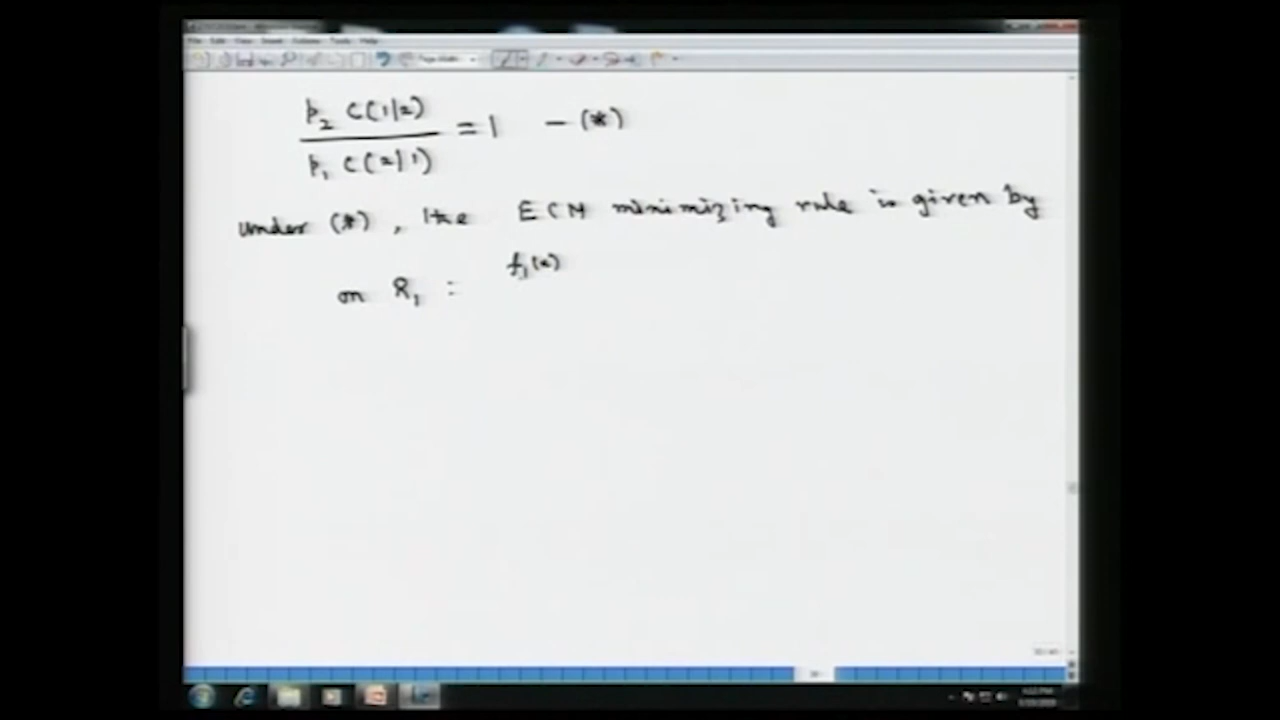 p₂ C(1|2)
――――― = 1 – (*)
p₁ C(2|1)
under (*), the ECM minimizing rule is given by
f₁(x)
on R₁ :